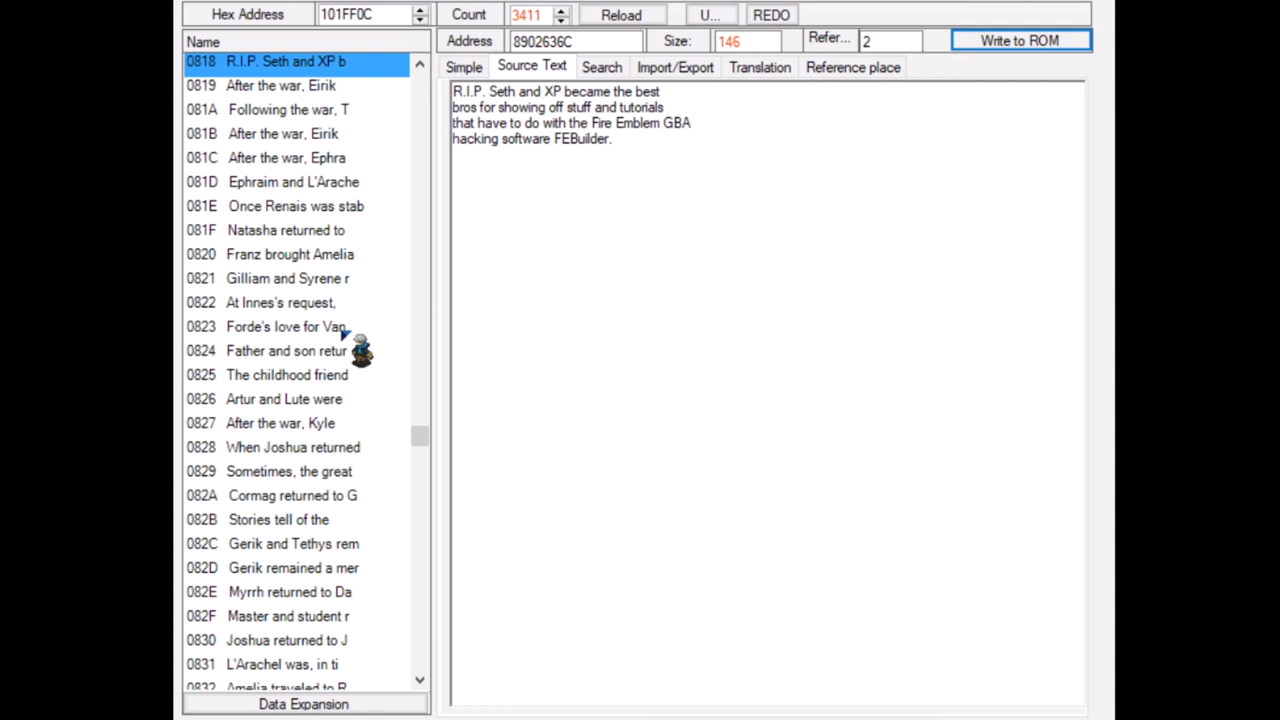 Hex Address 101FF0C Count 3411 Reload U... REDO
Name Address 8902636C Size: 146 Refer... 2 Write to ROM
Simple Source Text Search Import/Export Translation Reference place
0818 R.I.P. Seth and XP b
0819 After the war, Eirik
081A Following the war, T
081B After the war, Eirik
081C After the war, Ephra
081D Ephraim and L'Arache
081E Once Renais was stab
081F Natasha returned to
0820 Franz brought Amelia
0821 Gilliam and Syrene r
0822 At Innes's request,
0823 Forde's love for Van
0824 Father and son retur
0825 The childhood friend
0826 Artur and Lute were
0827 After the war, Kyle
0828 When Joshua returned
0829 Sometimes, the great
082A Cormag returned to G
082B Stories tell of the
082C Gerik and Tethys rem
082D Gerik remained a mer
082E Myrrh returned to Da
082F Master and student r
0830 Joshua returned to J
0831 L'Arachel was, in ti
0832 Amelia traveled to R
Data Expansion
R.I.P. Seth and XP became the best
bros for showing off stuff and tutorials
that have to do with the Fire Emblem GBA
hacking software FEBuilder.